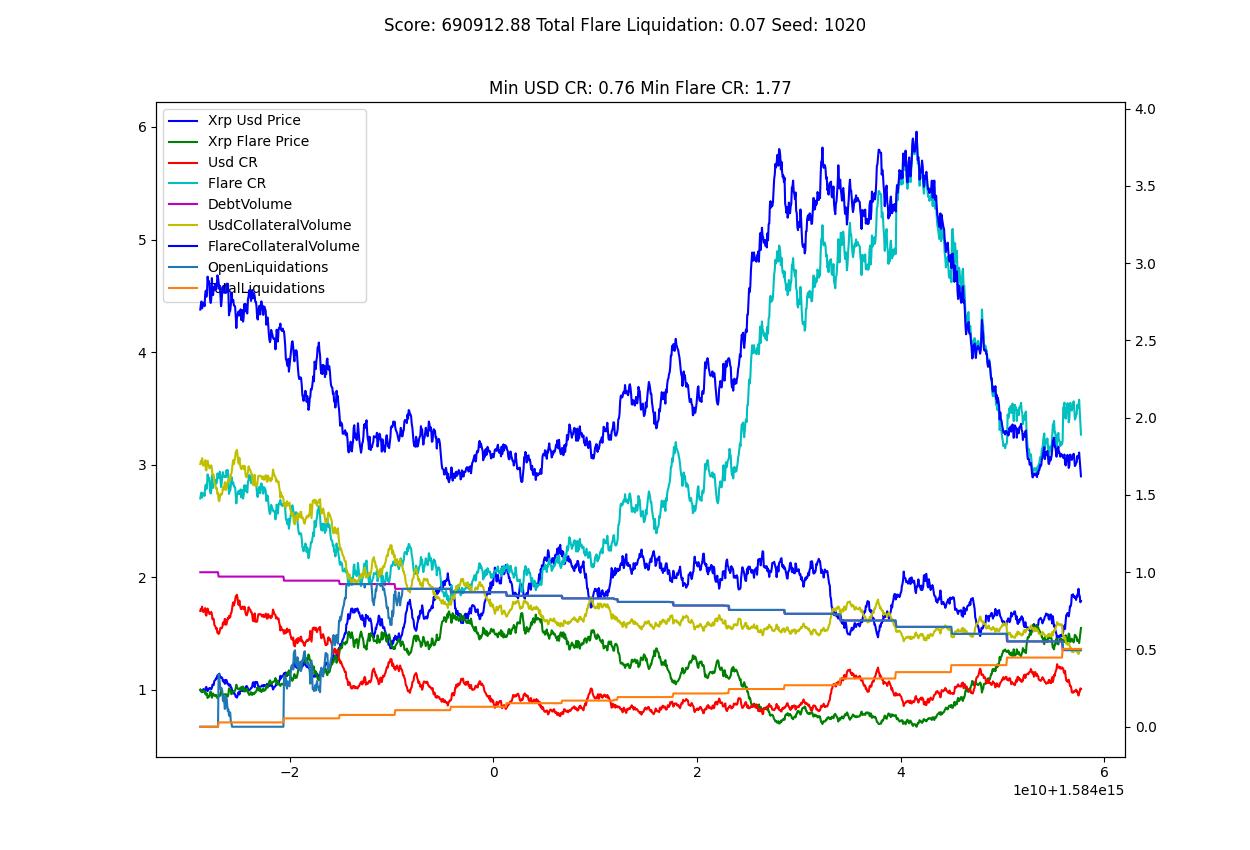 Score: 690912.88 Total Flare Liquidation: 0.07 Seed: 1020
Min USD CR: 0.76 Min Flare CR: 1.77
Xrp Usd Price
Xrp Flare Price
Usd CR
Flare CR
DebtVolume
UsdCollateralVolume
FlareCollateralVolume
OpenLiquidations
TotalLiquidations
6
5
4
3
2
1
4.0
3.5
3.0
2.5
2.0
1.5
1.0
0.5
0.0
−2
0
2
4
6
1e10+1.584e15